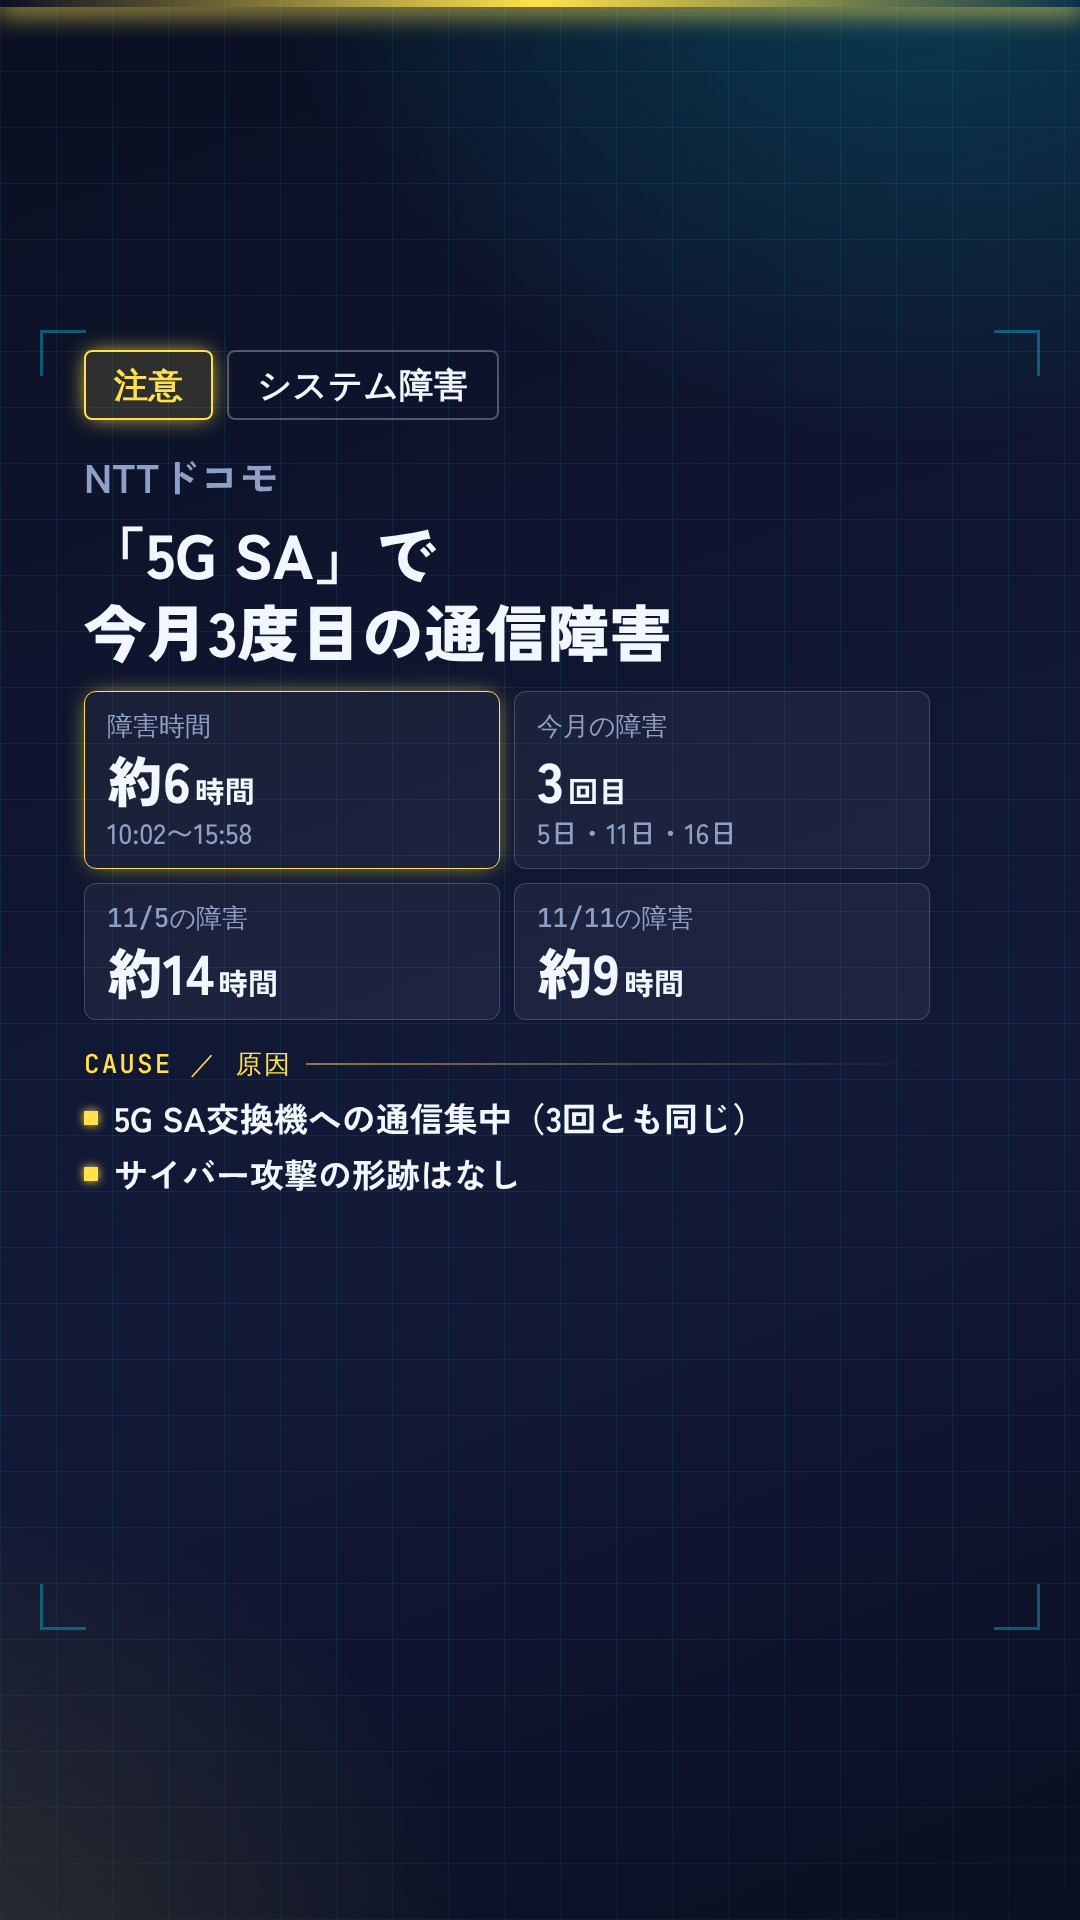 注意
システム障害
NTTドコモ
「5G SA」で
今月3度目の通信障害
障害時間
約6時間
10:02〜15:58
今月の障害
3回目
5日・11日・16日
11/5の障害
約14時間
11/11の障害
約9時間
CAUSE ／ 原因
5G SA交換機への通信集中（3回とも同じ）
サイバー攻撃の形跡はなし